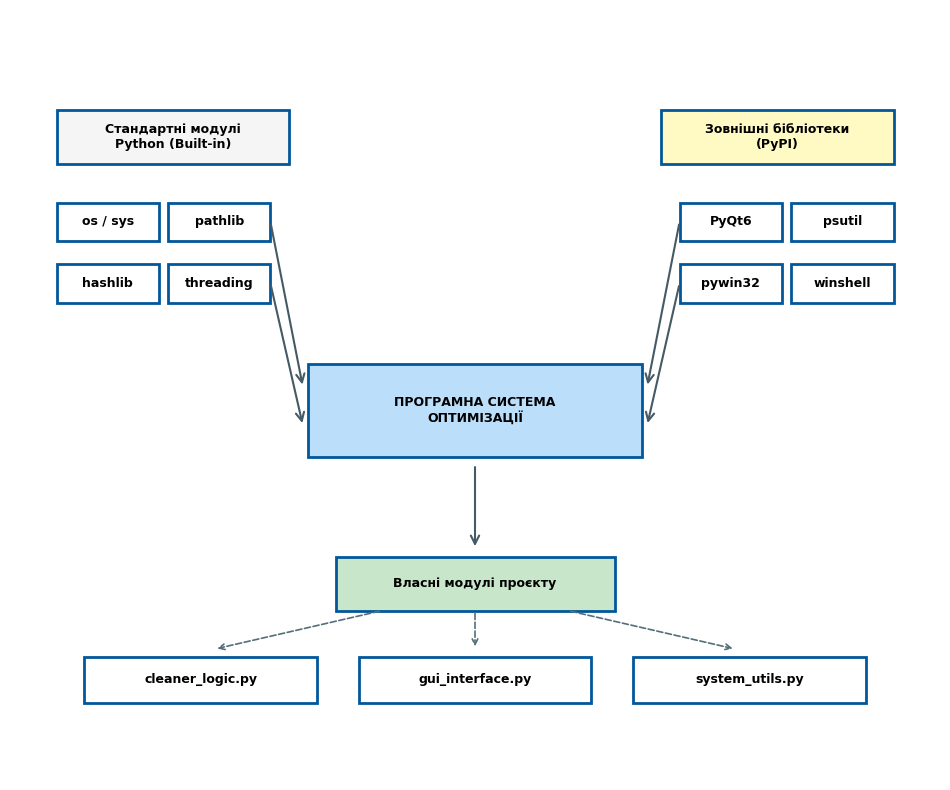 Стандартні модулі
Python (Built-in)
Зовнішні бібліотеки
(PyPI)
os / sys
pathlib
PyQt6
psutil
hashlib
threading
pywin32
winshell
ПРОГРАМНА СИСТЕМА
ОПТИМІЗАЦІЇ
Власні модулі проєкту
cleaner_logic.py
gui_interface.py
system_utils.py